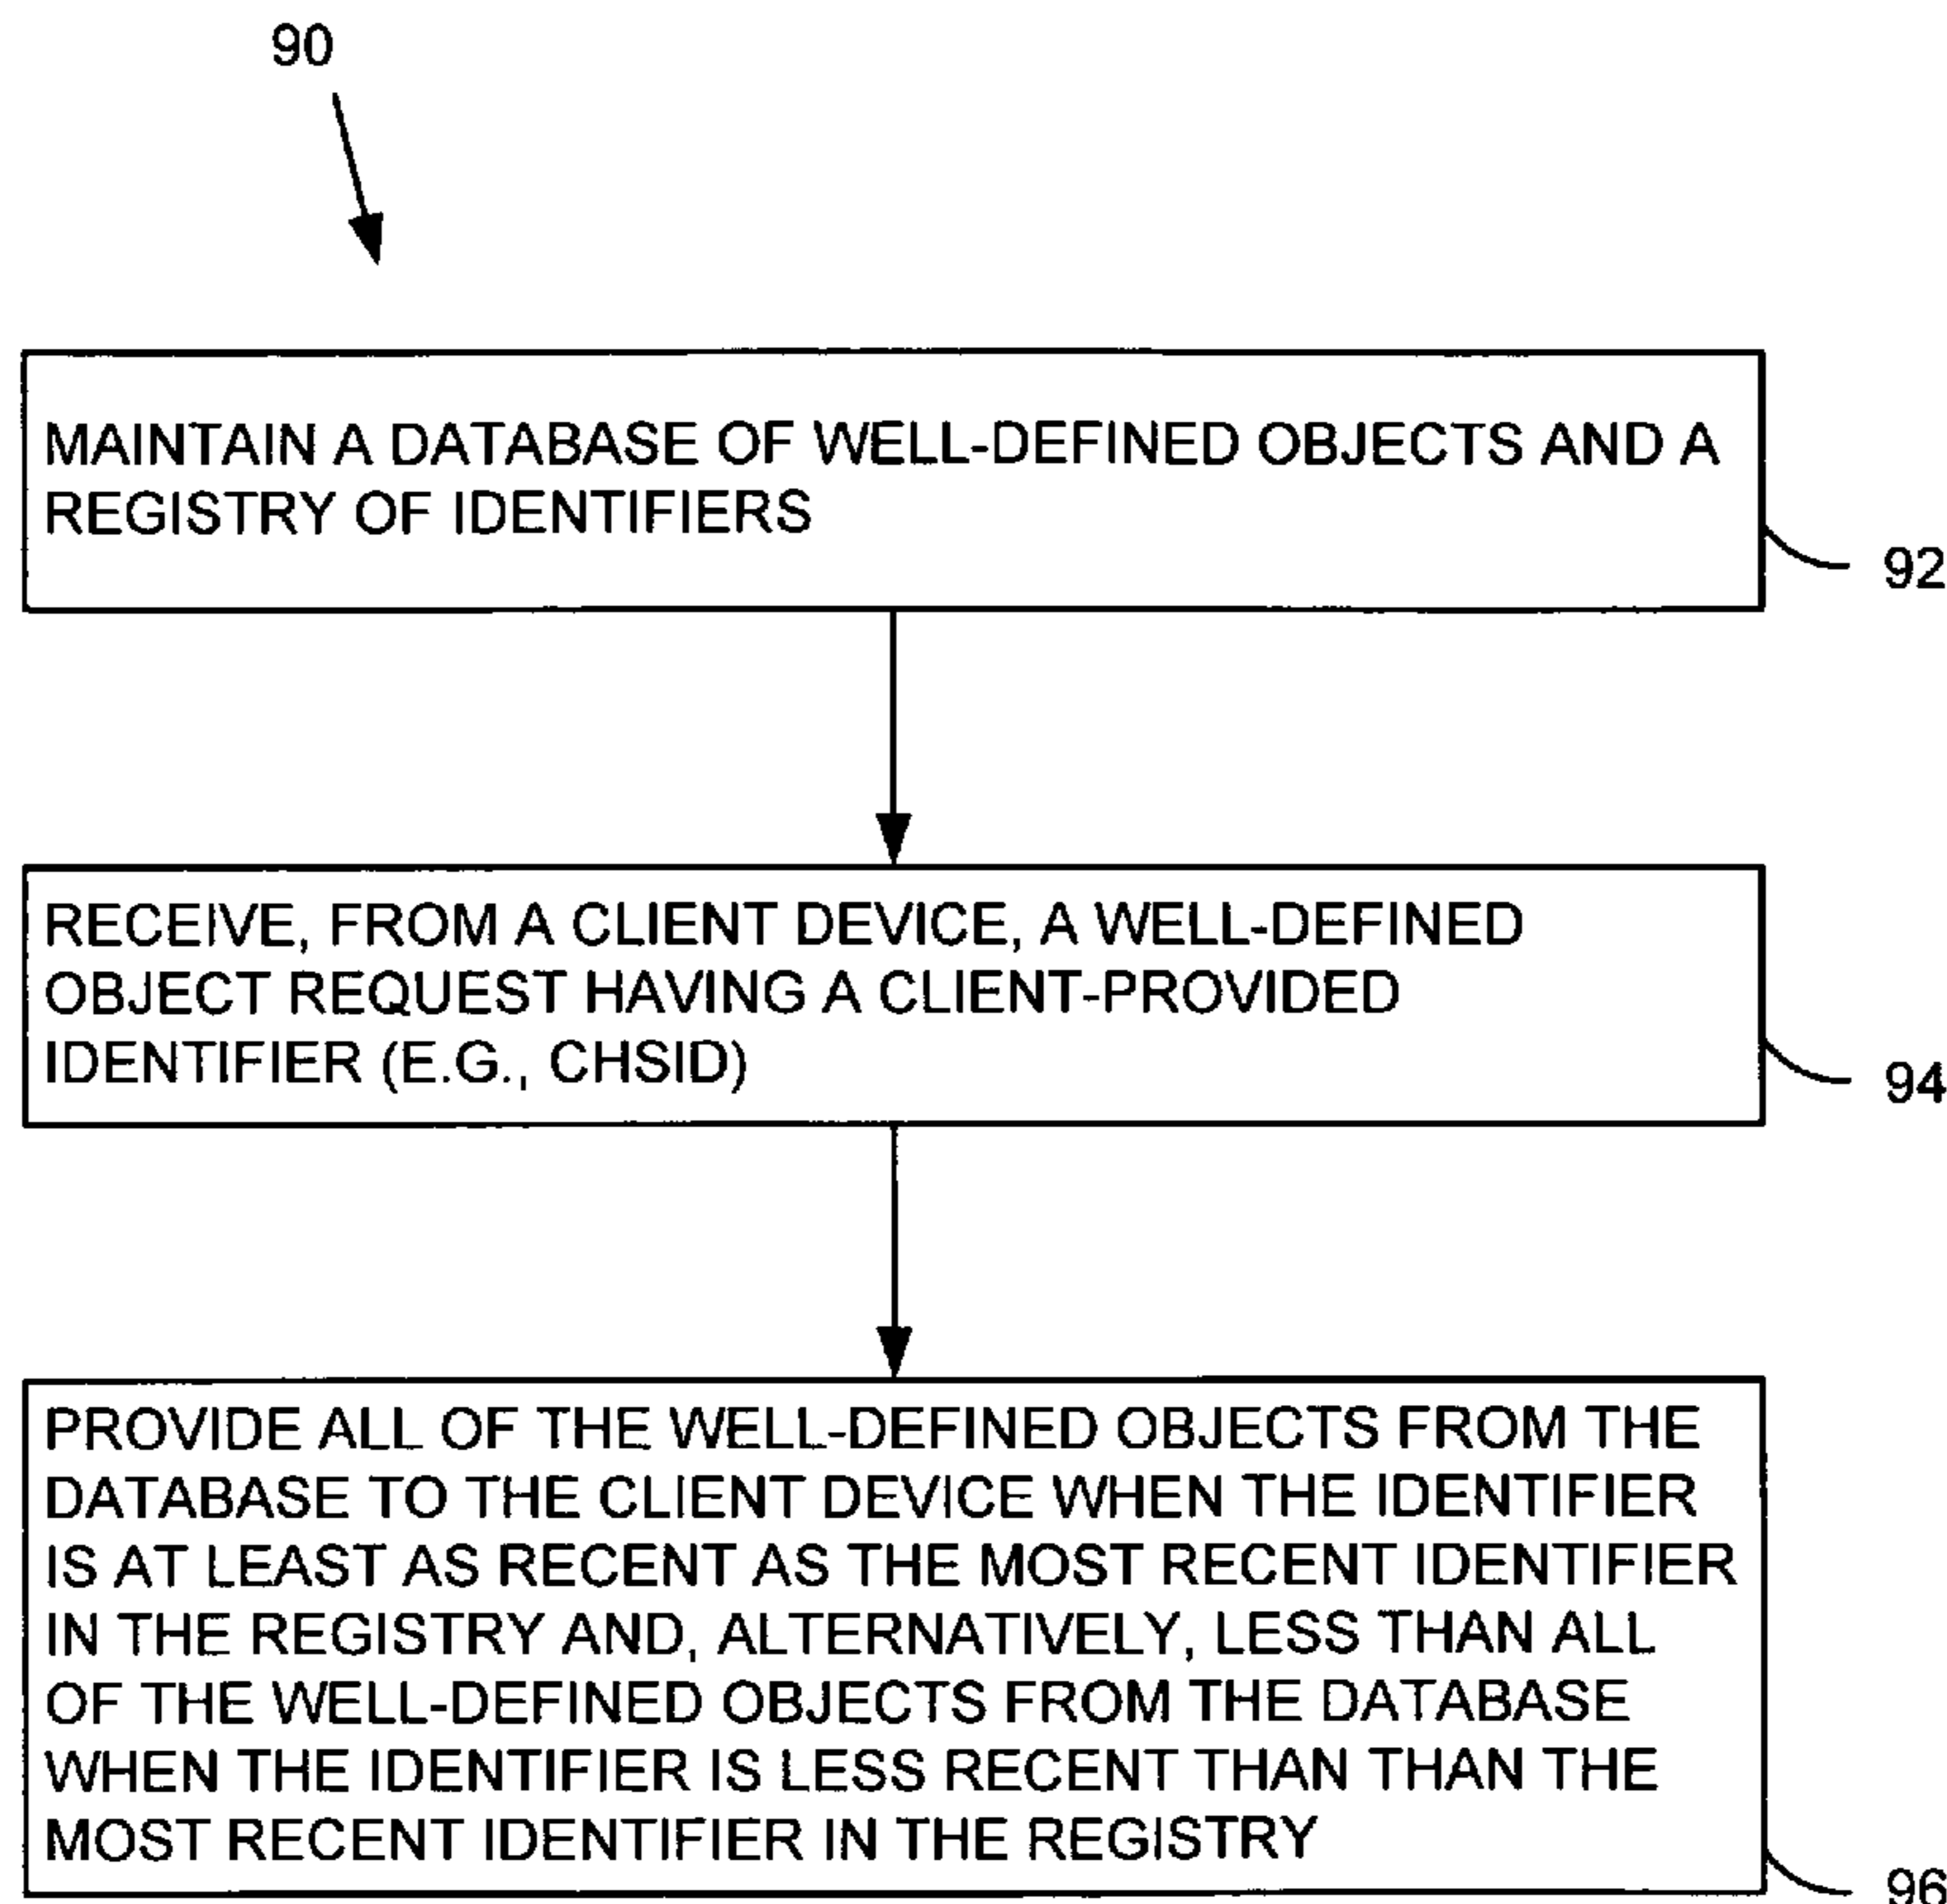 90
MAINTAIN A DATABASE OF WELL-DEFINED OBJECTS AND A
REGISTRY OF IDENTIFIERS
92
RECEIVE, FROM A CLIENT DEVICE, A WELL-DEFINED
OBJECT REQUEST HAVING A CLIENT-PROVIDED
IDENTIFIER (E.G., CHSID)
94
PROVIDE ALL OF THE WELL-DEFINED OBJECTS FROM THE
DATABASE TO THE CLIENT DEVICE WHEN THE IDENTIFIER
IS AT LEAST AS RECENT AS THE MOST RECENT IDENTIFIER
IN THE REGISTRY AND, ALTERNATIVELY, LESS THAN ALL
OF THE WELL-DEFINED OBJECTS FROM THE DATABASE
WHEN THE IDENTIFIER IS LESS RECENT THAN THAN THE
MOST RECENT IDENTIFIER IN THE REGISTRY
96